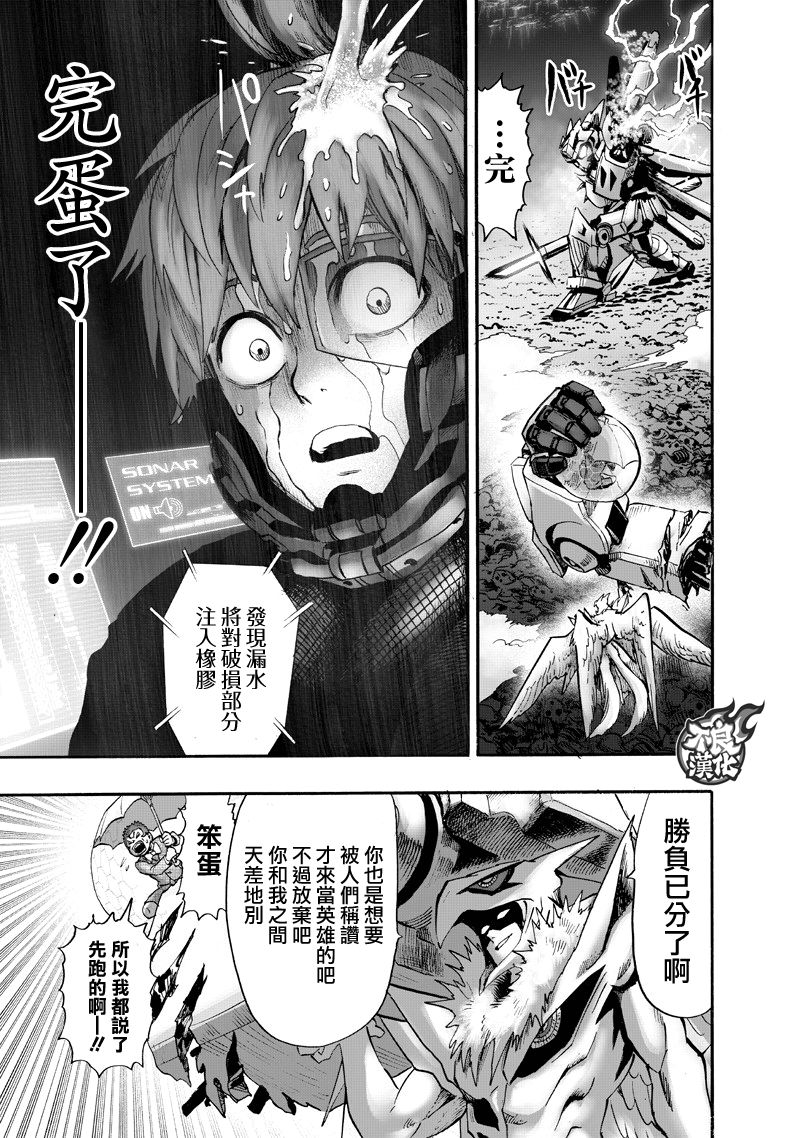 バチ
バチ
…完
パシャ
完蛋了——!!
SONAR
SYSTEM
ON
發現漏水
將對破損部分
注入橡膠
不良
漢化
勝負已分了啊
你也是想要
被人們稱讚
才來當英雄的吧
不過放棄吧
你和我之間
天差地別
笨蛋
所以我都說了
先跑的啊—!!